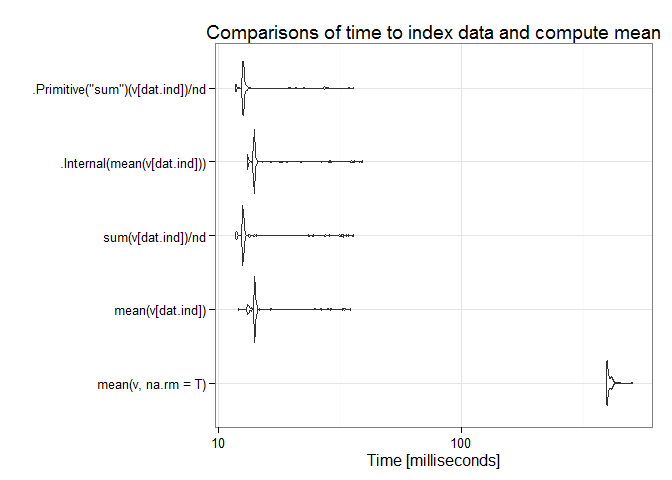 Comparisons of time to index data and compute mean
.Primitive("sum")(v[dat.ind])/nd
.Internal(mean(v[dat.ind]))
sum(v[dat.ind])/nd
mean(v[dat.ind])
mean(v, na.rm = T)
10
100
Time [milliseconds]